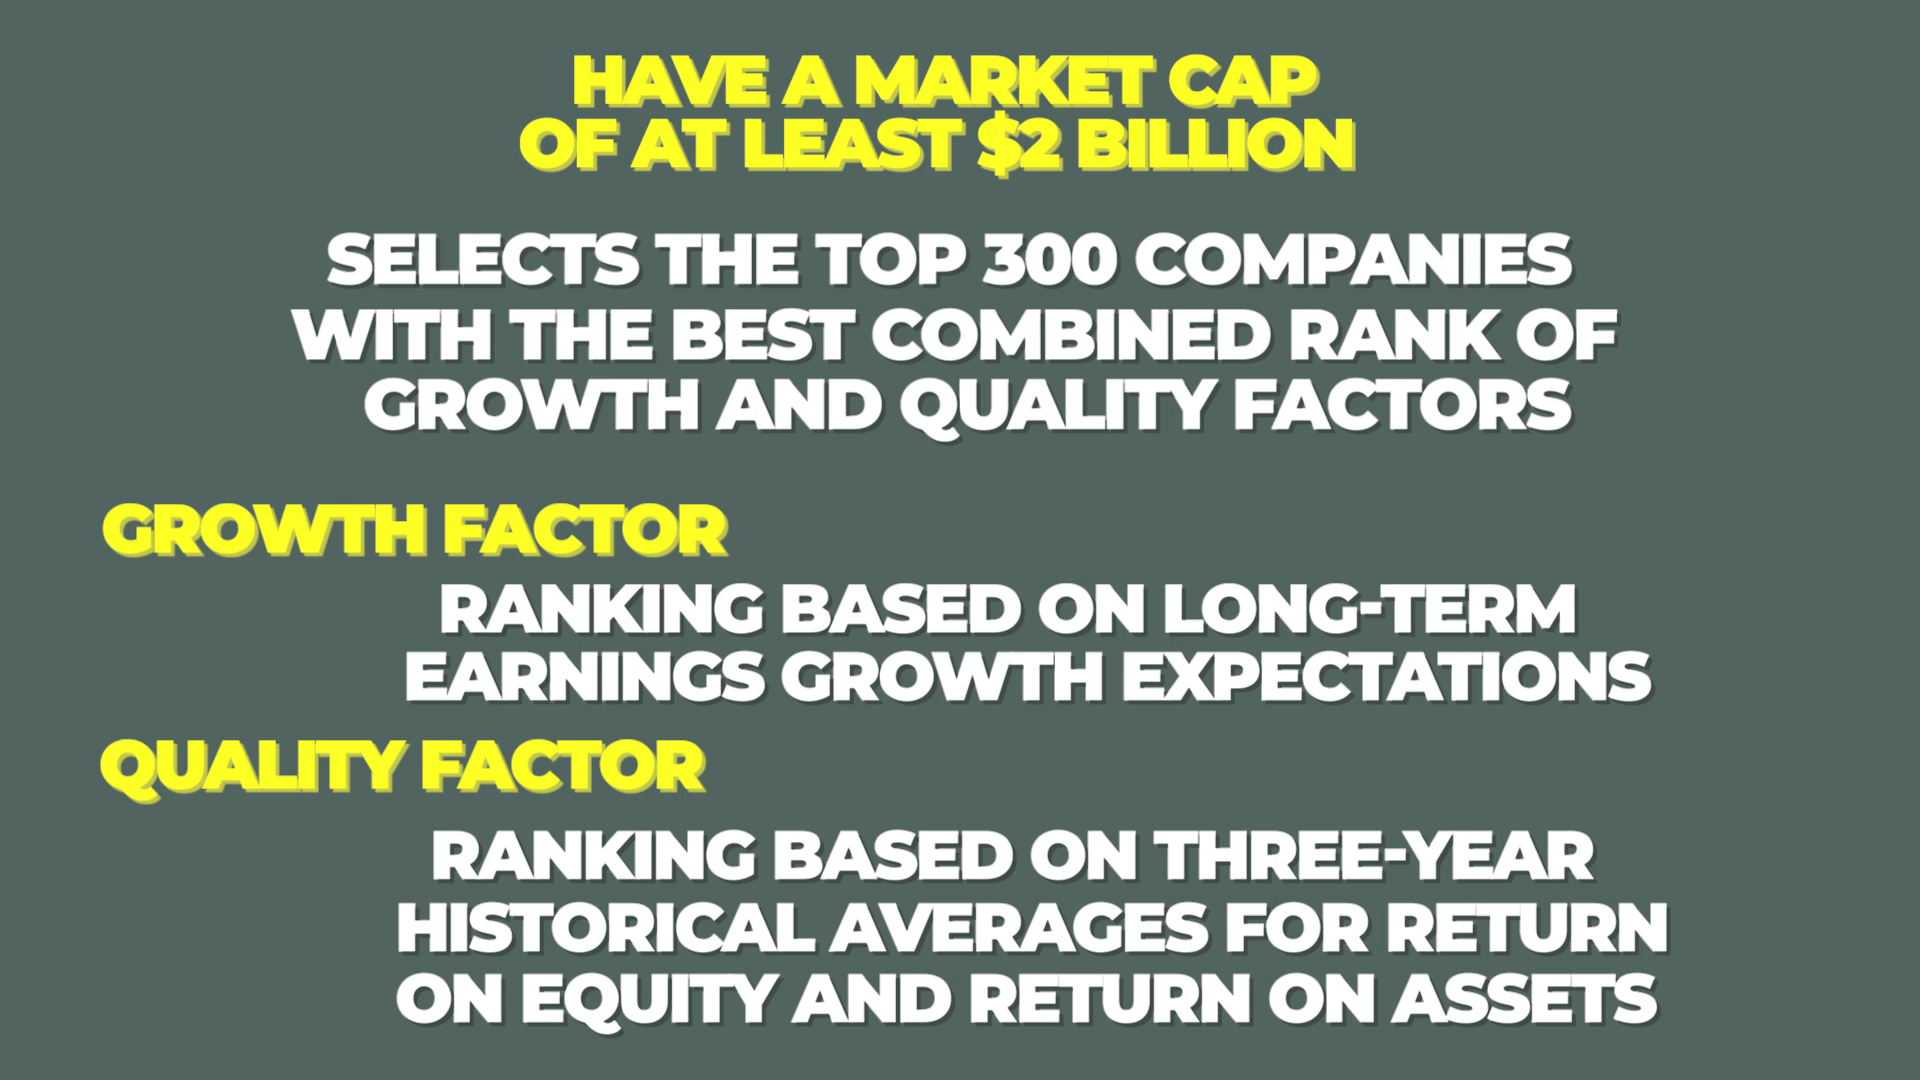 HAVE A MARKET CAP
OF AT LEAST $2 BILLION
SELECTS THE TOP 300 COMPANIES
WITH THE BEST COMBINED RANK OF
GROWTH AND QUALITY FACTORS
GROWTH FACTOR
RANKING BASED ON LONG-TERM
EARNINGS GROWTH EXPECTATIONS
QUALITY FACTOR
RANKING BASED ON THREE-YEAR
HISTORICAL AVERAGES FOR RETURN
ON EQUITY AND RETURN ON ASSETS